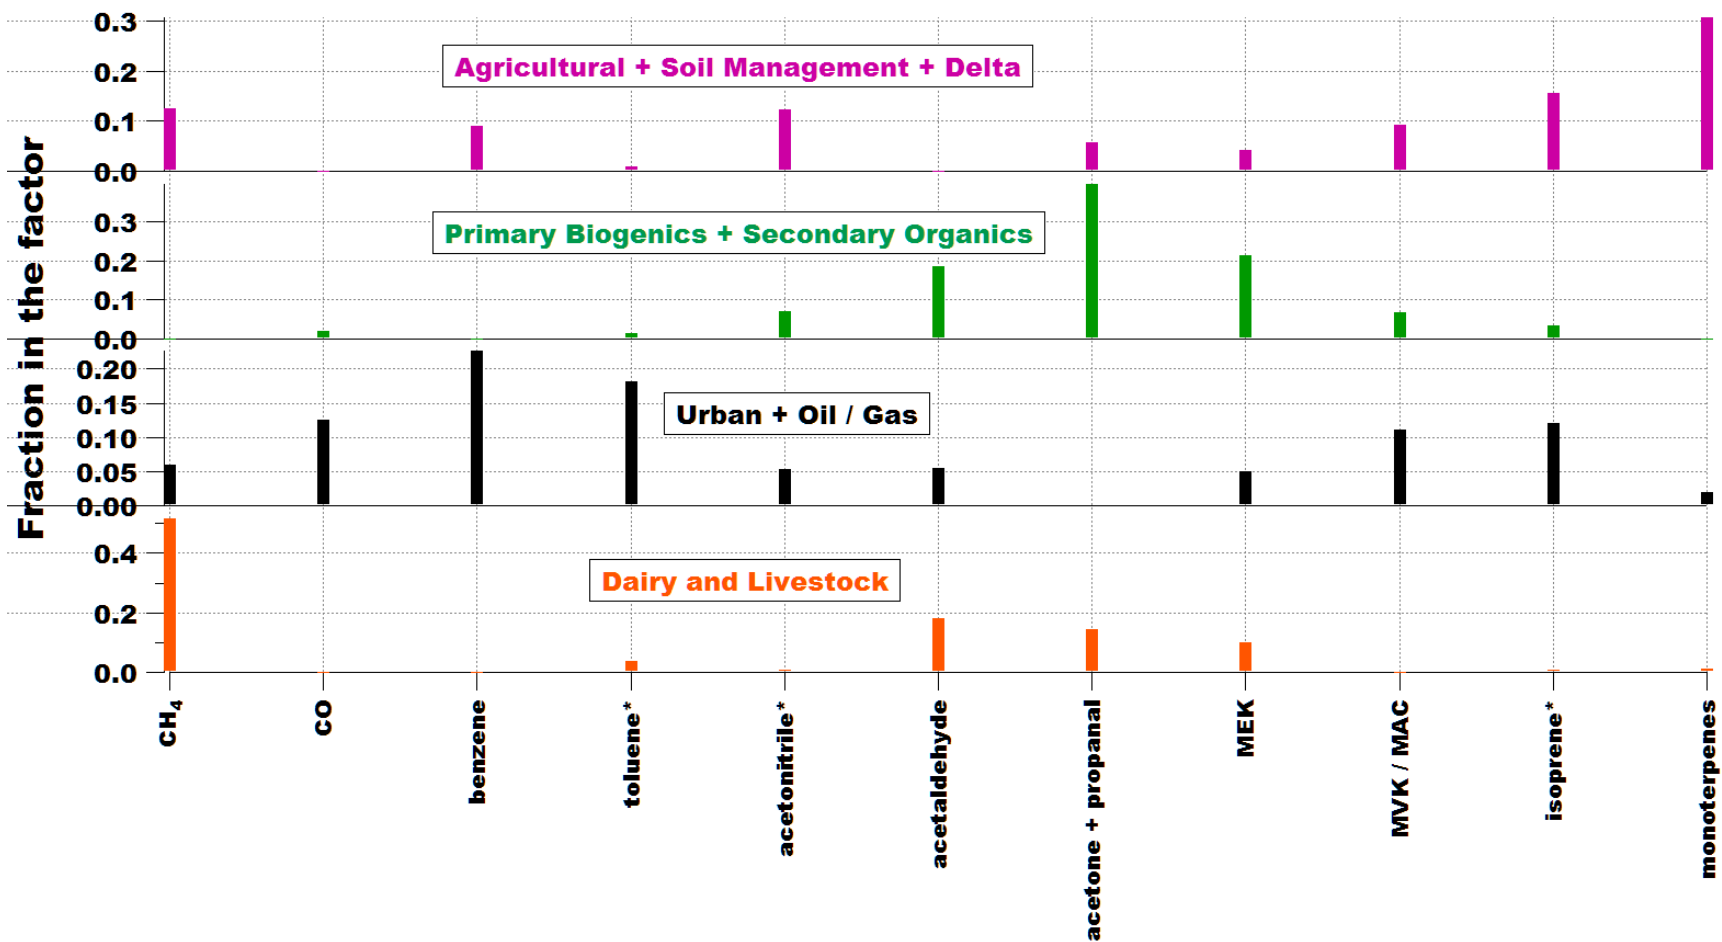 Fraction in the factor
0.3
0.2
0.1
0.0
Agricultural + Soil Management + Delta
0.3
0.2
0.1
0.0
Primary Biogenics + Secondary Organics
0.20
0.15
0.10
0.05
0.00
Urban + Oil / Gas
0.4
0.2
0.0
Dairy and Livestock
CH₄
CO
benzene
toluene*
acetonitrile*
acetaldehyde
acetone + propanal
MEK
MVK / MAC
isoprene*
monoterpenes